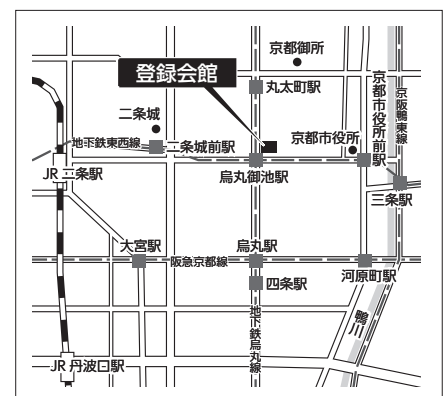 京都御所
登録会館
丸太町駅
京都市役所前駅
京阪鴨東線
二条城
京都市役所
地下鉄東西線
二条城前駅
烏丸御池駅
JR 二条駅
三条駅
大宮駅
烏丸駅
阪急京都線
河原町駅
四条駅
地下鉄烏丸線
鴨川
JR 丹波口駅